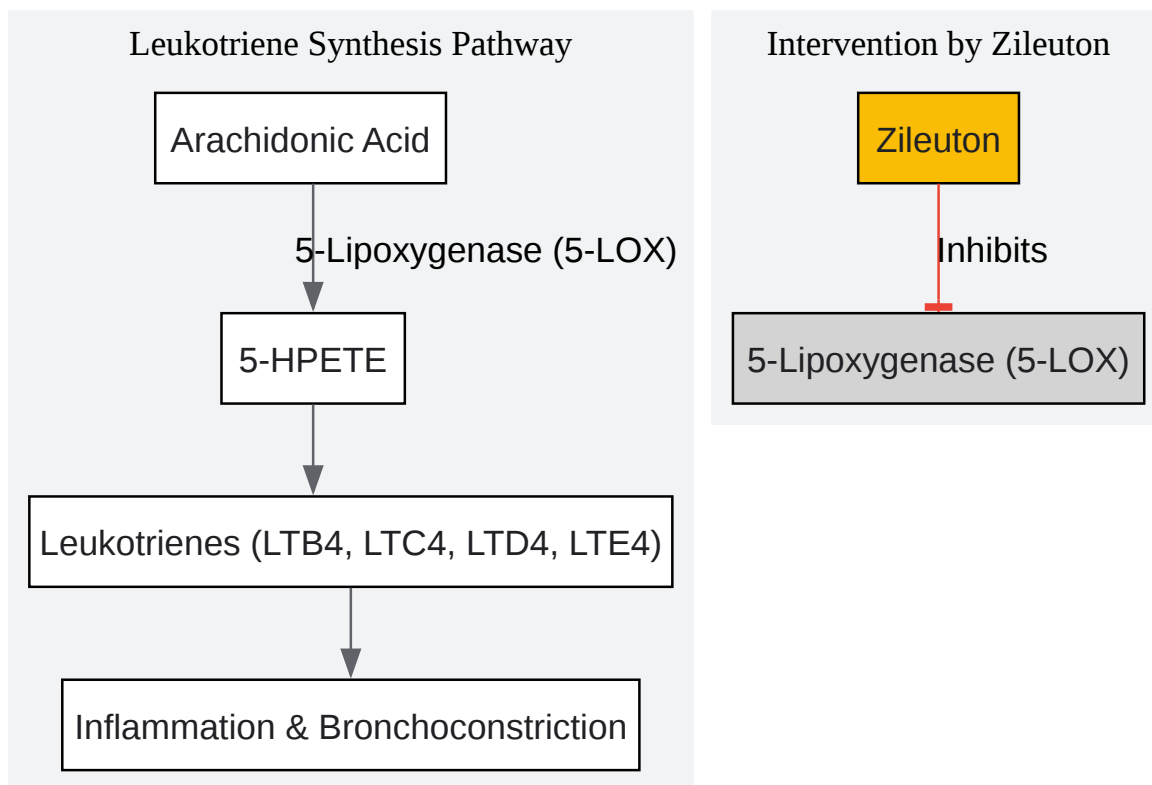 Leukotriene Synthesis Pathway
Arachidonic Acid
5-Lipoxygenase (5-LOX)
5-HPETE
Leukotrienes (LTB4, LTC4, LTD4, LTE4)
Inflammation & Bronchoconstriction
Intervention by Zileuton
Zileuton
Inhibits
5-Lipoxygenase (5-LOX)